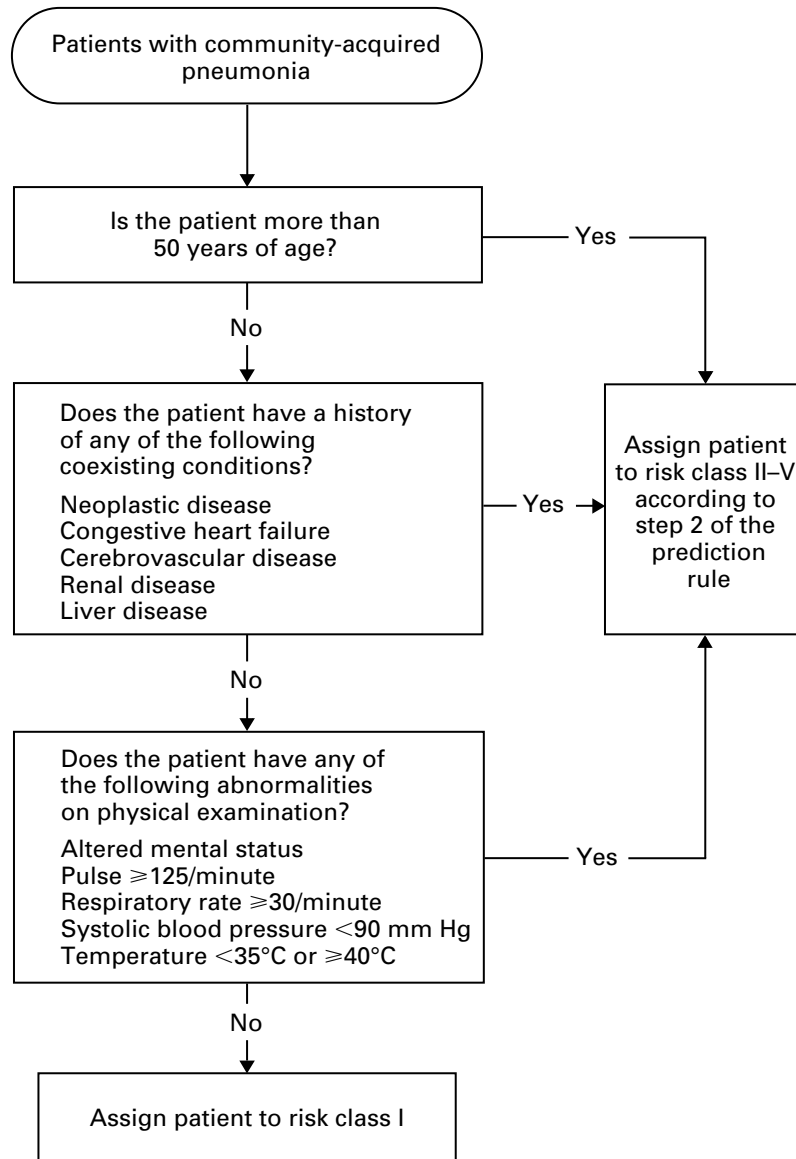 Patients with community-acquired
pneumonia
Is the patient more than
50 years of age?
Yes
No
Does the patient have a history
of any of the following
coexisting conditions?
Neoplastic disease
Congestive heart failure
Cerebrovascular disease
Renal disease
Liver disease
Yes
Assign patient
to risk class II–V
according to
step 2 of the
prediction
rule
No
Does the patient have any of
the following abnormalities
on physical examination?
Altered mental status
Pulse ⩾125/minute
Respiratory rate ⩾30/minute
Systolic blood pressure <90 mm Hg
Temperature <35°C or ⩾40°C
Yes
No
Assign patient to risk class I